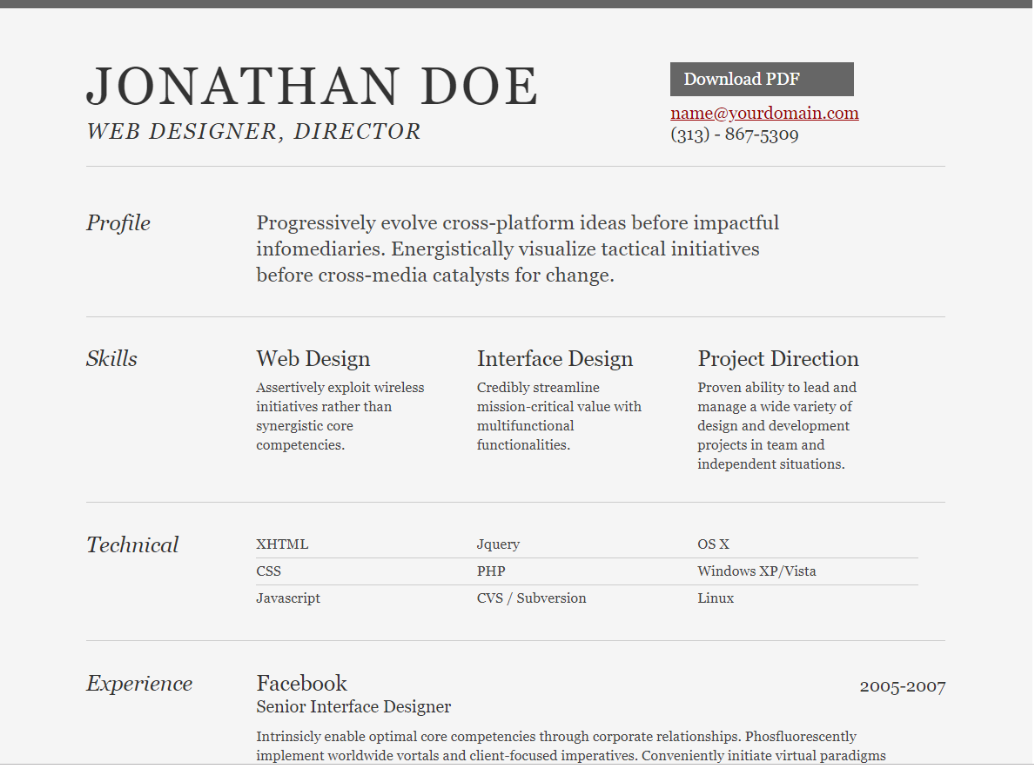 JONATHAN DOE
WEB DESIGNER, DIRECTOR
Download PDF
name@yourdomain.com
(313) - 867-5309
Profile
Progressively evolve cross-platform ideas before impactful
infomediaries. Energistically visualize tactical initiatives
before cross-media catalysts for change.
Skills
Web Design
Assertively exploit wireless
initiatives rather than
synergistic core
competencies.
Interface Design
Credibly streamline
mission-critical value with
multifunctional
functionalities.
Project Direction
Proven ability to lead and
manage a wide variety of
design and development
projects in team and
independent situations.
Technical
XHTML
CSS
Javascript
Jquery
PHP
CVS / Subversion
OS X
Windows XP/Vista
Linux
Experience
Facebook
2005-2007
Senior Interface Designer
Intrinsicly enable optimal core competencies through corporate relationships. Phosfluorescently
implement worldwide vortals and client-focused imperatives. Conveniently initiate virtual paradigms